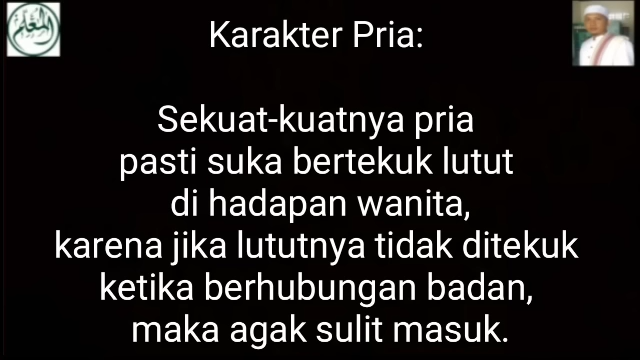 Karakter Pria:
Sekuat-kuatnya pria
pasti suka bertekuk lutut
di hadapan wanita,
karena jika lututnya tidak ditekuk
ketika berhubungan badan,
maka agak sulit masuk.